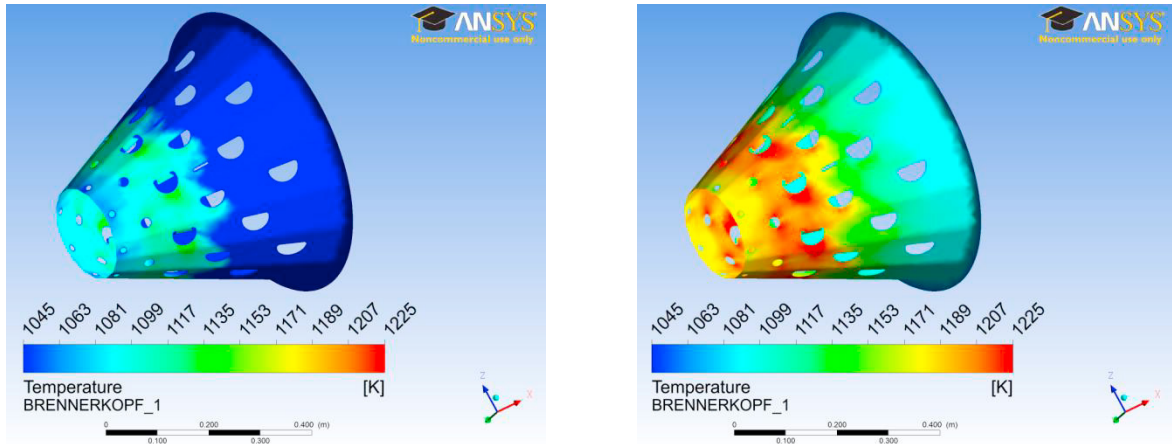 ANSYS
Noncommercial use only
1045 1063 1081 1099 1117 1135 1153 1171 1189 1207 1225
Temperature [K]
BRENNERKOPF_1
0 0.200 0.400 (m)
0.100 0.300
Z
X
ANSYS
Noncommercial use only
1045 1063 1081 1099 1117 1135 1153 1171 1189 1207 1225
Temperature [K]
BRENNERKOPF_1
0 0.200 0.400 (m)
0.100 0.300
Z
X